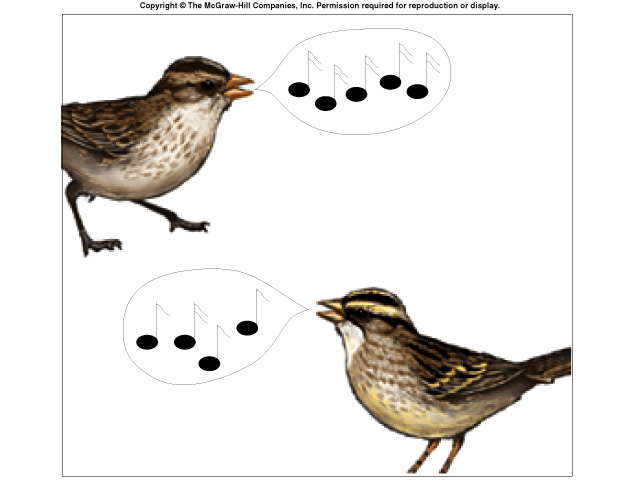 Copyright © The McGraw-Hill Companies, Inc. Permission required for reproduction or display.